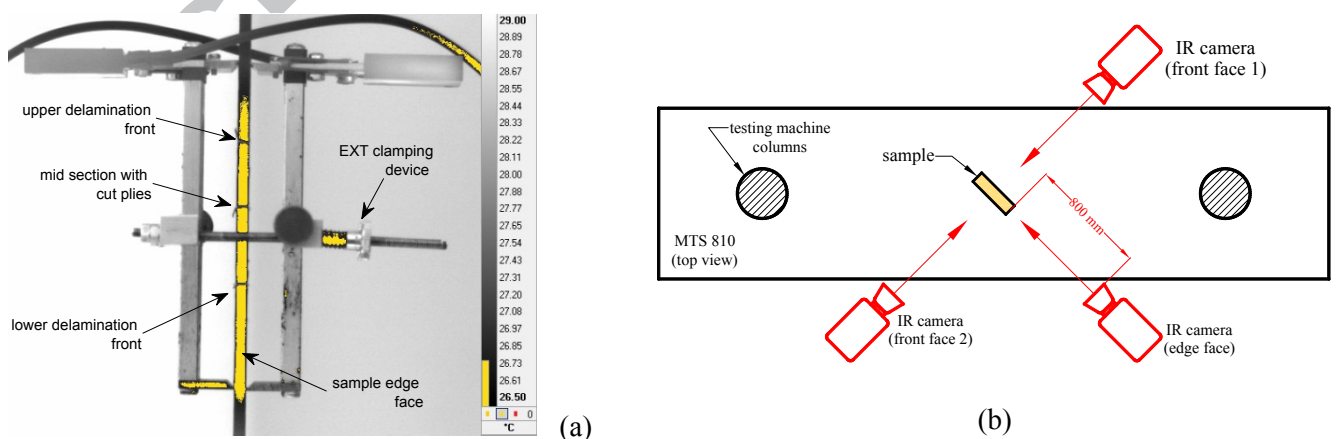 upper delamination
front
mid section with
cut plies
lower delamination
front
EXT clamping
device
sample edge
face
29.00
28.89
28.78
28.67
28.55
28.44
28.33
28.22
28.11
28.00
27.88
27.77
27.65
27.54
27.43
27.31
27.20
27.08
26.97
26.85
26.73
26.61
26.50
0
°C
(a)
IR camera
(front face 1)
testing machine
columns
sample
800 mm
MTS 810
(top view)
IR camera
(front face 2)
IR camera
(edge face)
(b)